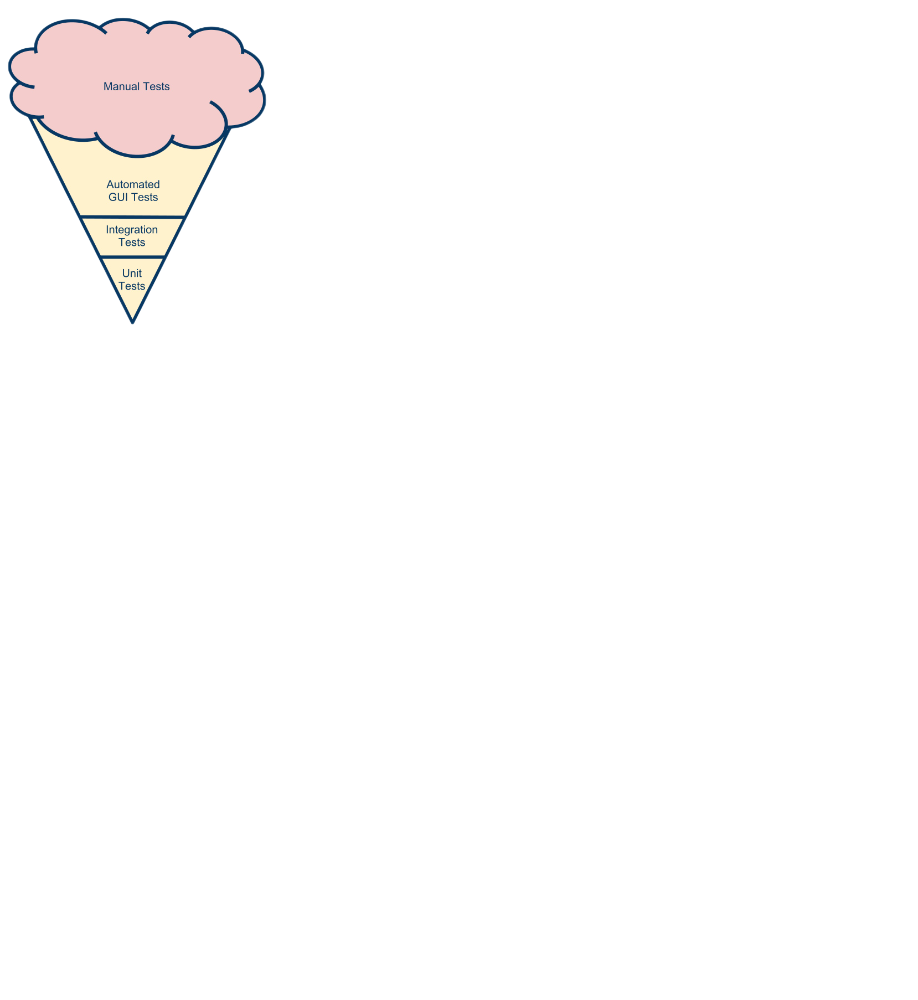 Manual Tests
Automated
GUI Tests
Integration
Tests
Unit
Tests